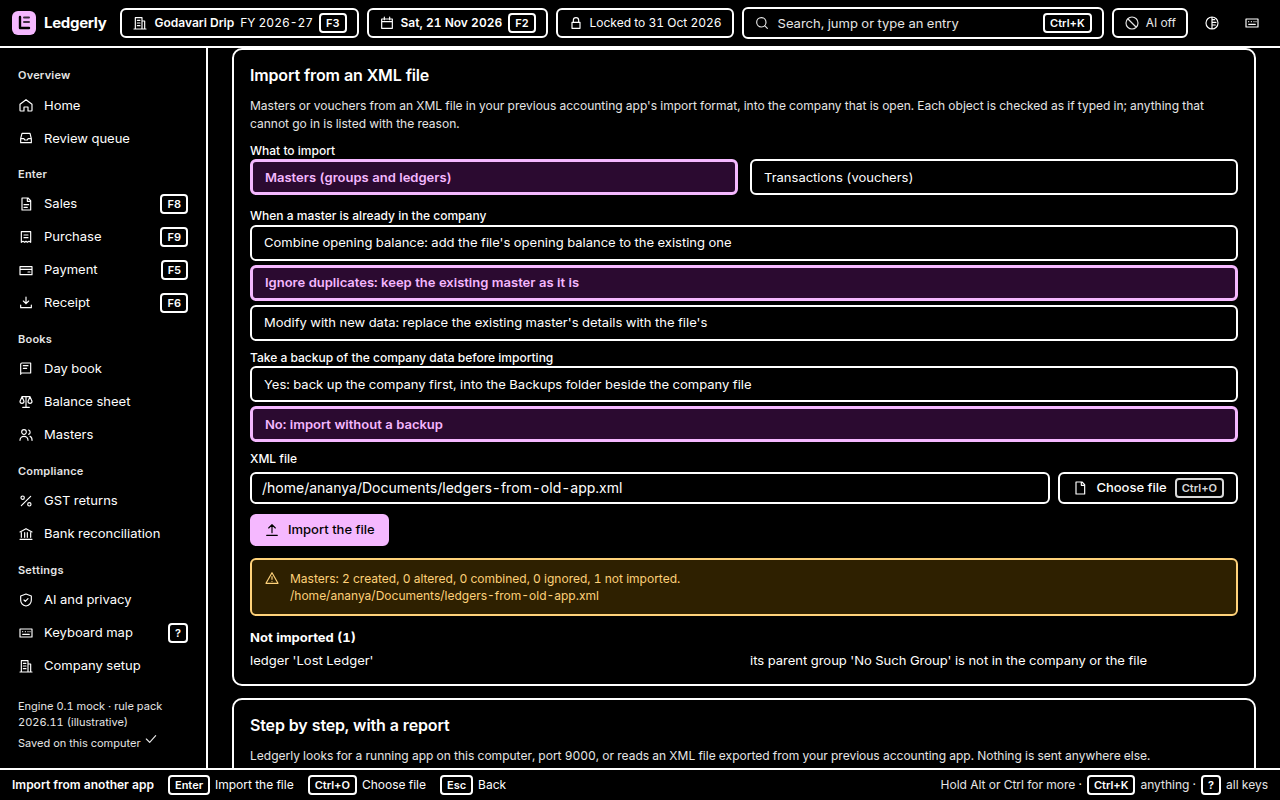 Ledgerly
Godavari Drip FY 2026-27 F3
Sat, 21 Nov 2026 F2
Locked to 31 Oct 2026
Search, jump or type an entry Ctrl+K
AI off
Overview
Home
Review queue
Enter
Sales F8
Purchase F9
Payment F5
Receipt F6
Books
Day book
Balance sheet
Masters
Compliance
GST returns
Bank reconciliation
Settings
AI and privacy
Keyboard map ?
Company setup
Engine 0.1 mock · rule pack
2026.11 (illustrative)
Saved on this computer
Import from an XML file
Masters or vouchers from an XML file in your previous accounting app's import format, into the company that is open. Each object is checked as if typed in; anything that
cannot go in is listed with the reason.
What to import
Masters (groups and ledgers)
Transactions (vouchers)
When a master is already in the company
Combine opening balance: add the file's opening balance to the existing one
Ignore duplicates: keep the existing master as it is
Modify with new data: replace the existing master's details with the file's
Take a backup of the company data before importing
Yes: back up the company first, into the Backups folder beside the company file
No: import without a backup
XML file
/home/ananya/Documents/ledgers-from-old-app.xml
Choose file Ctrl+O
Import the file
Masters: 2 created, 0 altered, 0 combined, 0 ignored, 1 not imported.
/home/ananya/Documents/ledgers-from-old-app.xml
Not imported (1)
ledger 'Lost Ledger' its parent group 'No Such Group' is not in the company or the file
Step by step, with a report
Ledgerly looks for a running app on this computer, port 9000, or reads an XML file exported from your previous accounting app. Nothing is sent anywhere else.
Import from another app Enter Import the file Ctrl+O Choose file Esc Back
Hold Alt or Ctrl for more · Ctrl+K anything · ? all keys